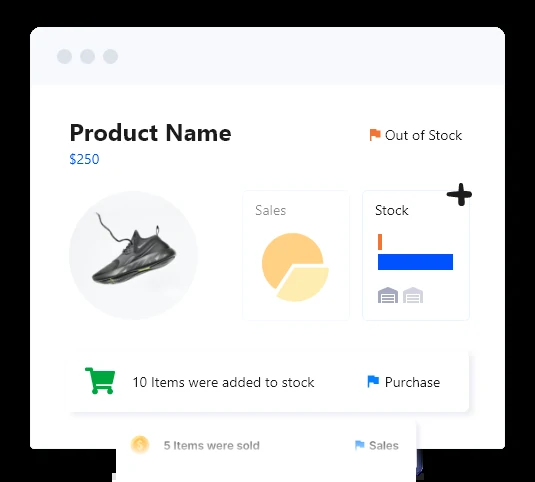 Product Name
Out of Stock
$250
Sales
Stock
10 Items were added to stock
Purchase
$
5 Items were sold
Sales